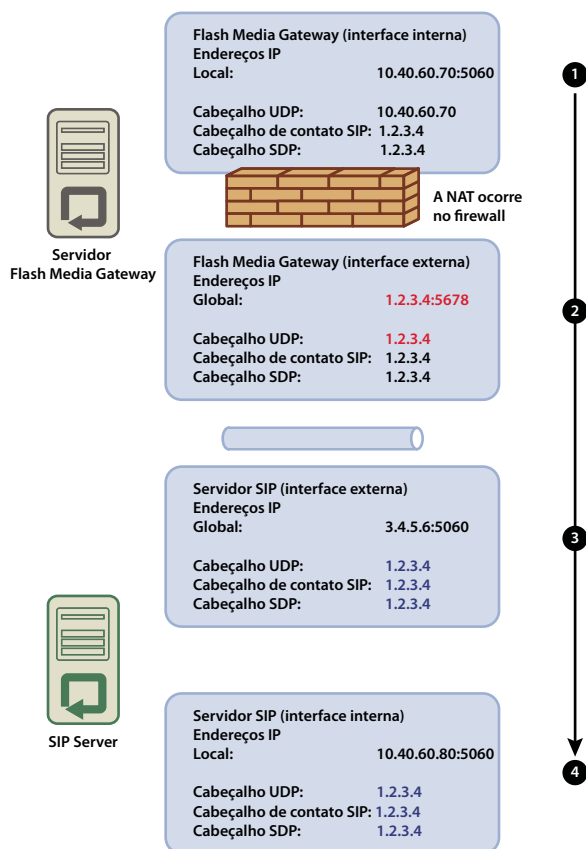 Flash Media Gateway (interface interna)
Endereços IP
Local: 10.40.60.70:5060
Cabeçalho UDP: 10.40.60.70
Cabeçalho de contato SIP: 1.2.3.4
Cabeçalho SDP: 1.2.3.4
1
A NAT ocorre
no firewall
Servidor
Flash Media Gateway
Flash Media Gateway (interface externa)
Endereços IP
Global: 1.2.3.4:5678
Cabeçalho UDP: 1.2.3.4
Cabeçalho de contato SIP: 1.2.3.4
Cabeçalho SDP: 1.2.3.4
2
Servidor SIP (interface externa)
Endereços IP
Global: 3.4.5.6:5060
Cabeçalho UDP: 1.2.3.4
Cabeçalho de contato SIP: 1.2.3.4
Cabeçalho SDP: 1.2.3.4
3
SIP Server
Servidor SIP (interface interna)
Endereços IP
Local: 10.40.60.80:5060
Cabeçalho UDP: 1.2.3.4
Cabeçalho de contato SIP: 1.2.3.4
Cabeçalho SDP: 1.2.3.4
4